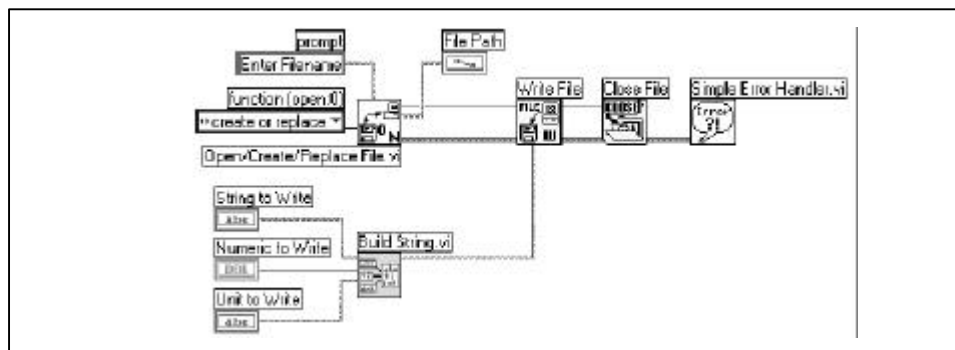 prompt
File Path
Enter Filename
Write File
Close File
Simple Error Handler.vi
function (open:0)
create or replace
FILE
Error
?!
Open/Create/Replace File.vi
String to Write
Abc
Build String.vi
Numeric to Write
DBL
Unit to Write
Abc